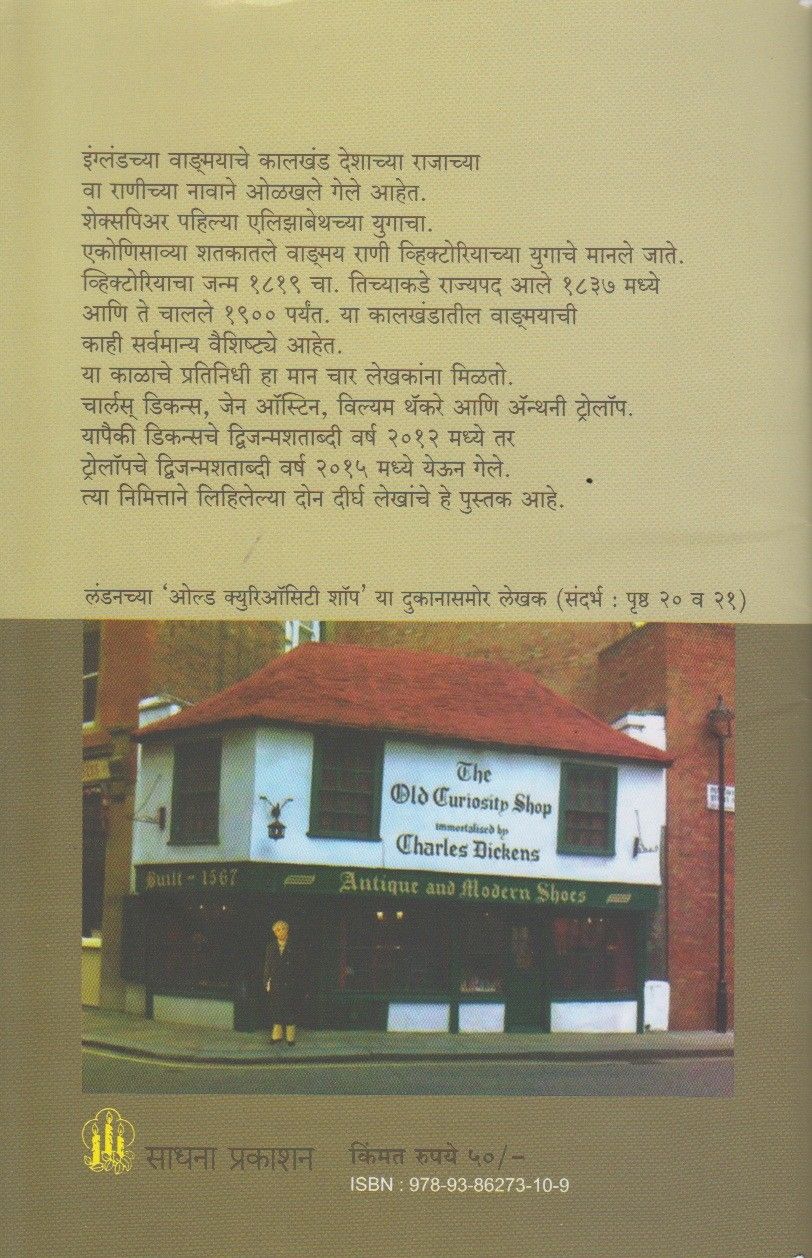 इंग्लंडच्या वाङ्मयाचे कालखंड देशाच्या राजाच्या
वा राणीच्या नावाने ओळखले गेले आहेत.
शेक्सपिअर पहिल्या एलिझाबेथच्या युगाचा.
एकोणिसाव्या शतकातले वाङ्मय राणी व्हिक्टोरियाच्या युगाचे मानले जाते.
व्हिक्टोरियाचा जन्म १८१९ चा. तिच्याकडे राज्यपद आले १८३७ मध्ये
आणि ते चालले १९०० पर्यंत. या कालखंडातील वाङ्मयाची
काही सर्वमान्य वैशिष्ट्ये आहेत.
या काळाचे प्रतिनिधी हा मान चार लेखकांना मिळतो.
चार्लस् डिकन्स, जेन ऑस्टिन, विल्यम थॅकरे आणि ॲन्थनी ट्रोलॉप.
यापैकी डिकन्सचे द्विजन्मशताब्दी वर्ष २०१२ मध्ये तर
ट्रोलॉपचे द्विजन्मशताब्दी वर्ष २०१५ मध्ये येऊन गेले.
त्या निमित्ताने लिहिलेल्या दोन दीर्घ लेखांचे हे पुस्तक आहे.
लंडनच्या 'ओल्ड क्युरिऑसिटी शॉप' या दुकानासमोर लेखक (संदर्भ : पृष्ठ २० व २१)
The
Old Curiosity Shop
immortalised by
Charles Dickens
Built - 1567
Antique and Modern Shoes
साधना प्रकाशन
किंमत रुपये ५०/-
ISBN : 978-93-86273-10-9